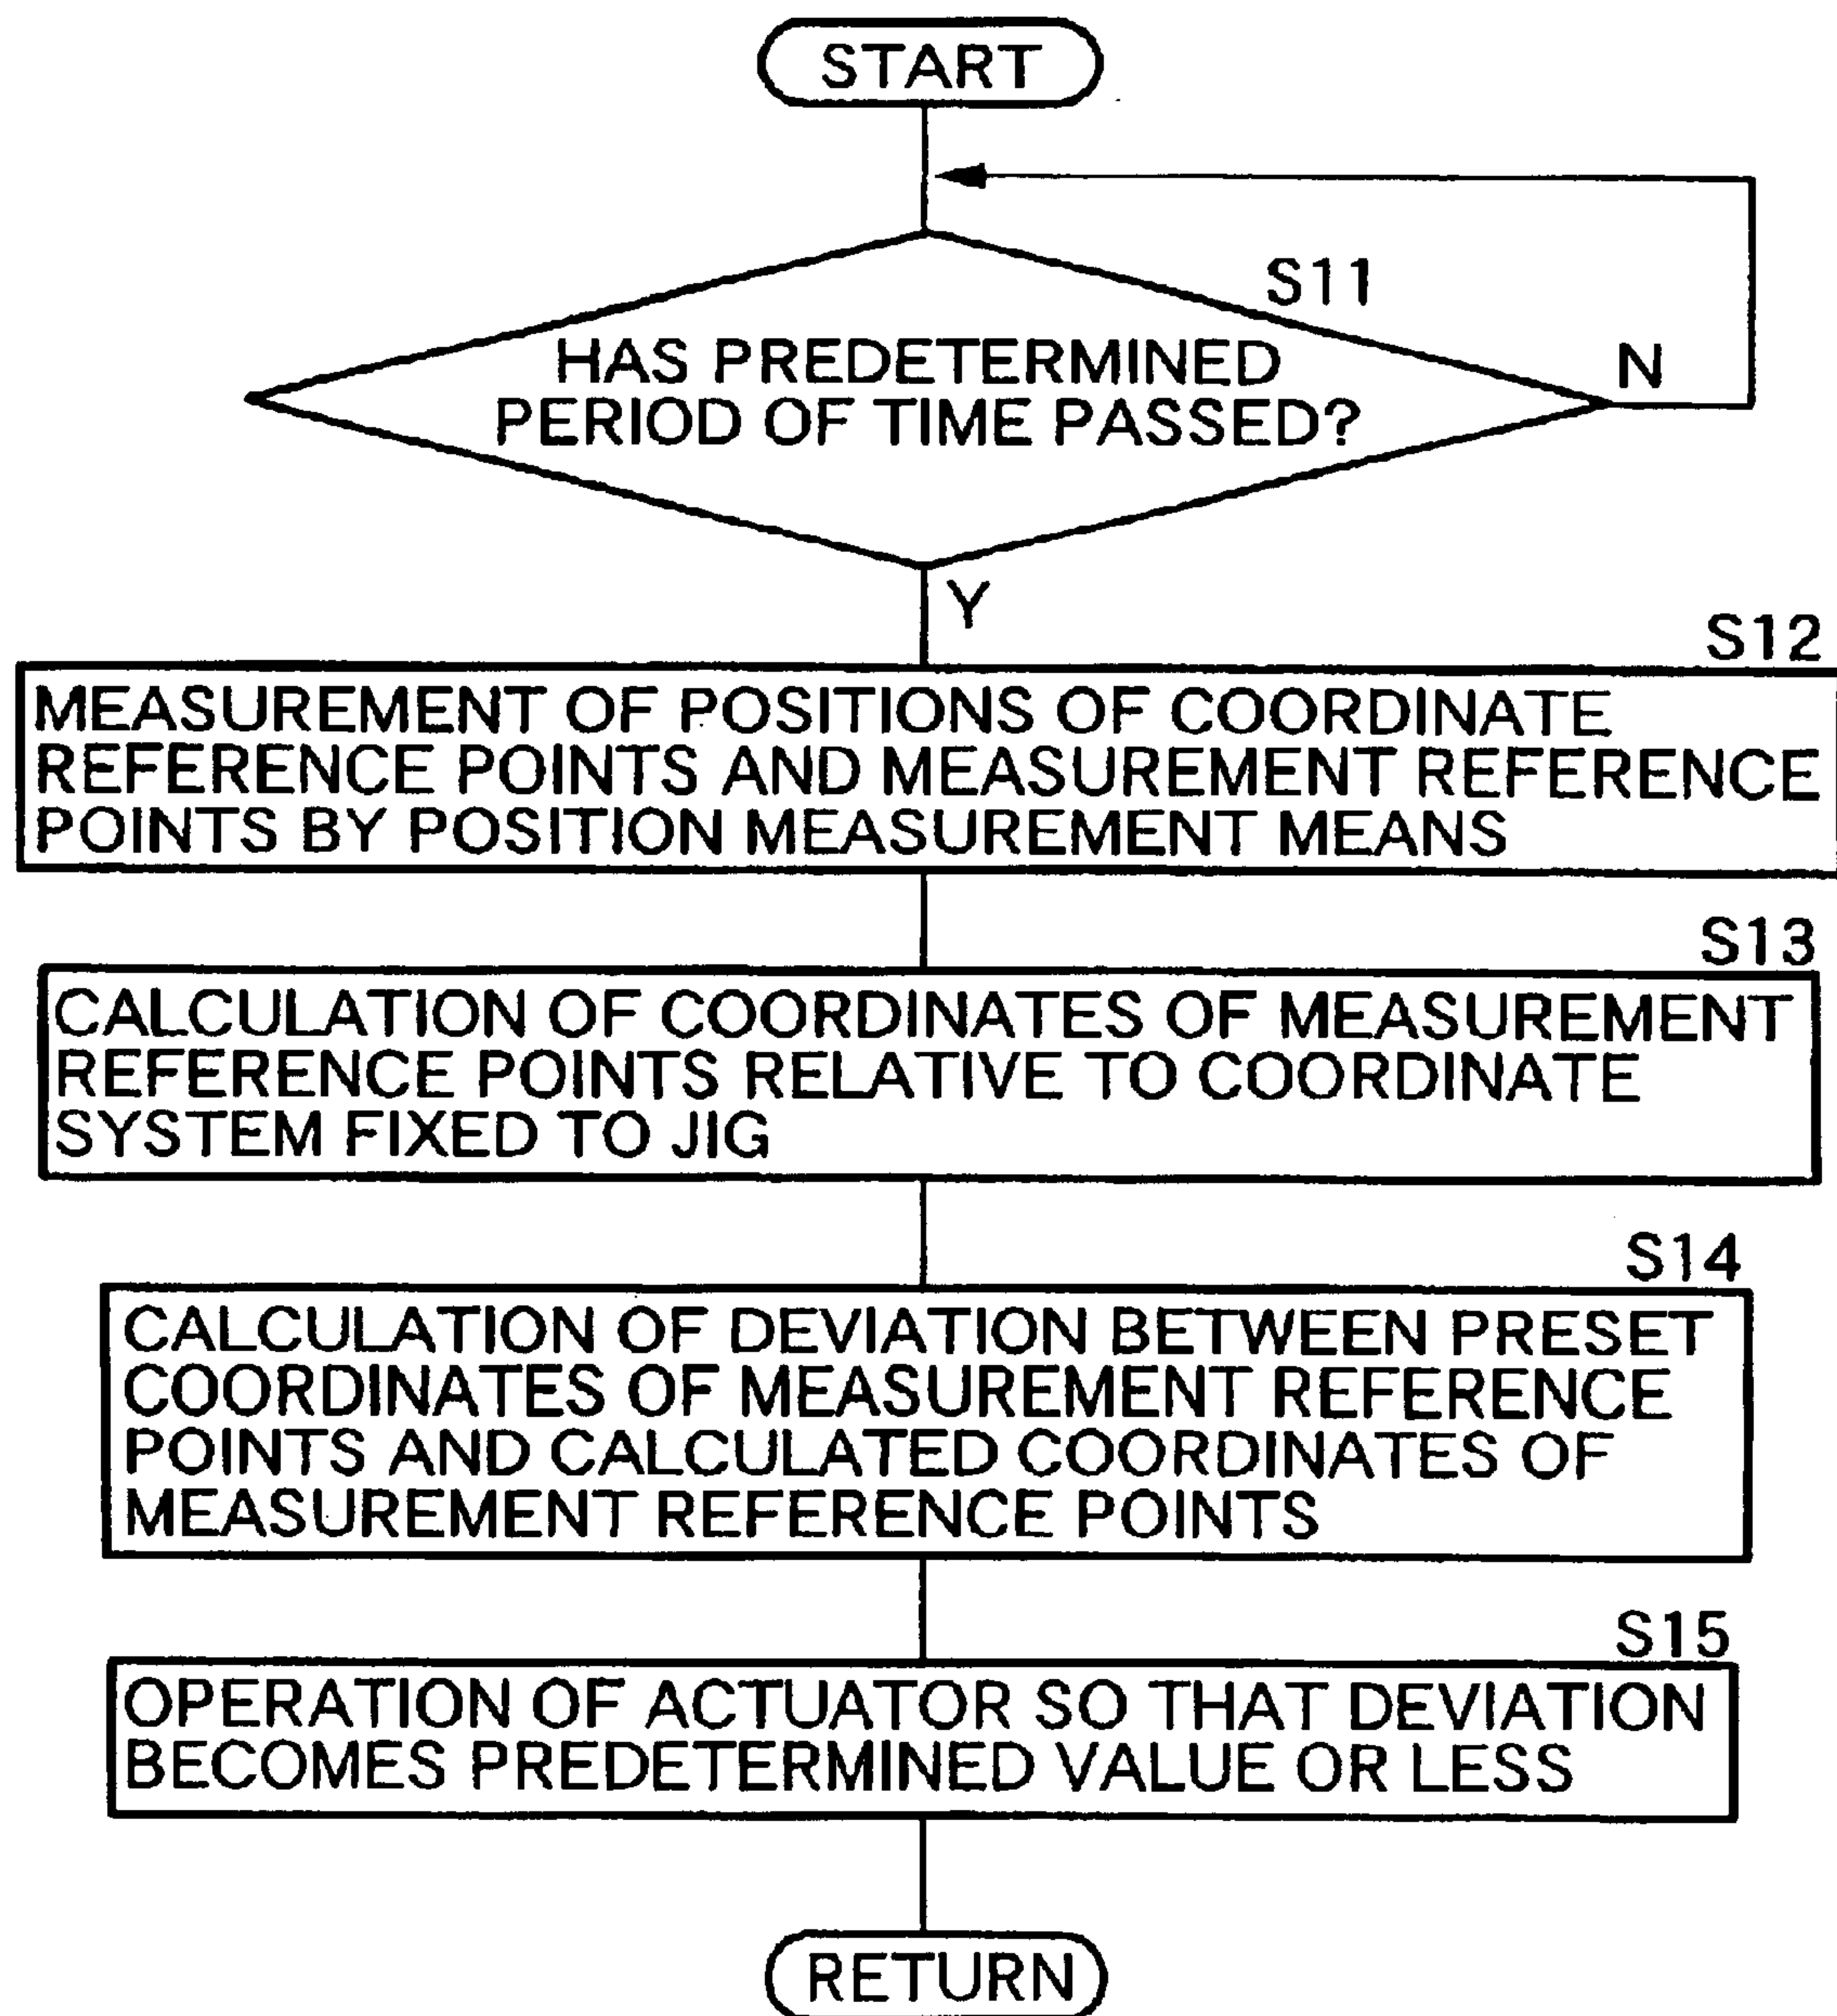 START
S11
HAS PREDETERMINED
PERIOD OF TIME PASSED?
N
Y
S12
MEASUREMENT OF POSITIONS OF COORDINATE
REFERENCE POINTS AND MEASUREMENT REFERENCE
POINTS BY POSITION MEASUREMENT MEANS
S13
CALCULATION OF COORDINATES OF MEASUREMENT
REFERENCE POINTS RELATIVE TO COORDINATE
SYSTEM FIXED TO JIG
S14
CALCULATION OF DEVIATION BETWEEN PRESET
COORDINATES OF MEASUREMENT REFERENCE
POINTS AND CALCULATED COORDINATES OF
MEASUREMENT REFERENCE POINTS
S15
OPERATION OF ACTUATOR SO THAT DEVIATION
BECOMES PREDETERMINED VALUE OR LESS
RETURN